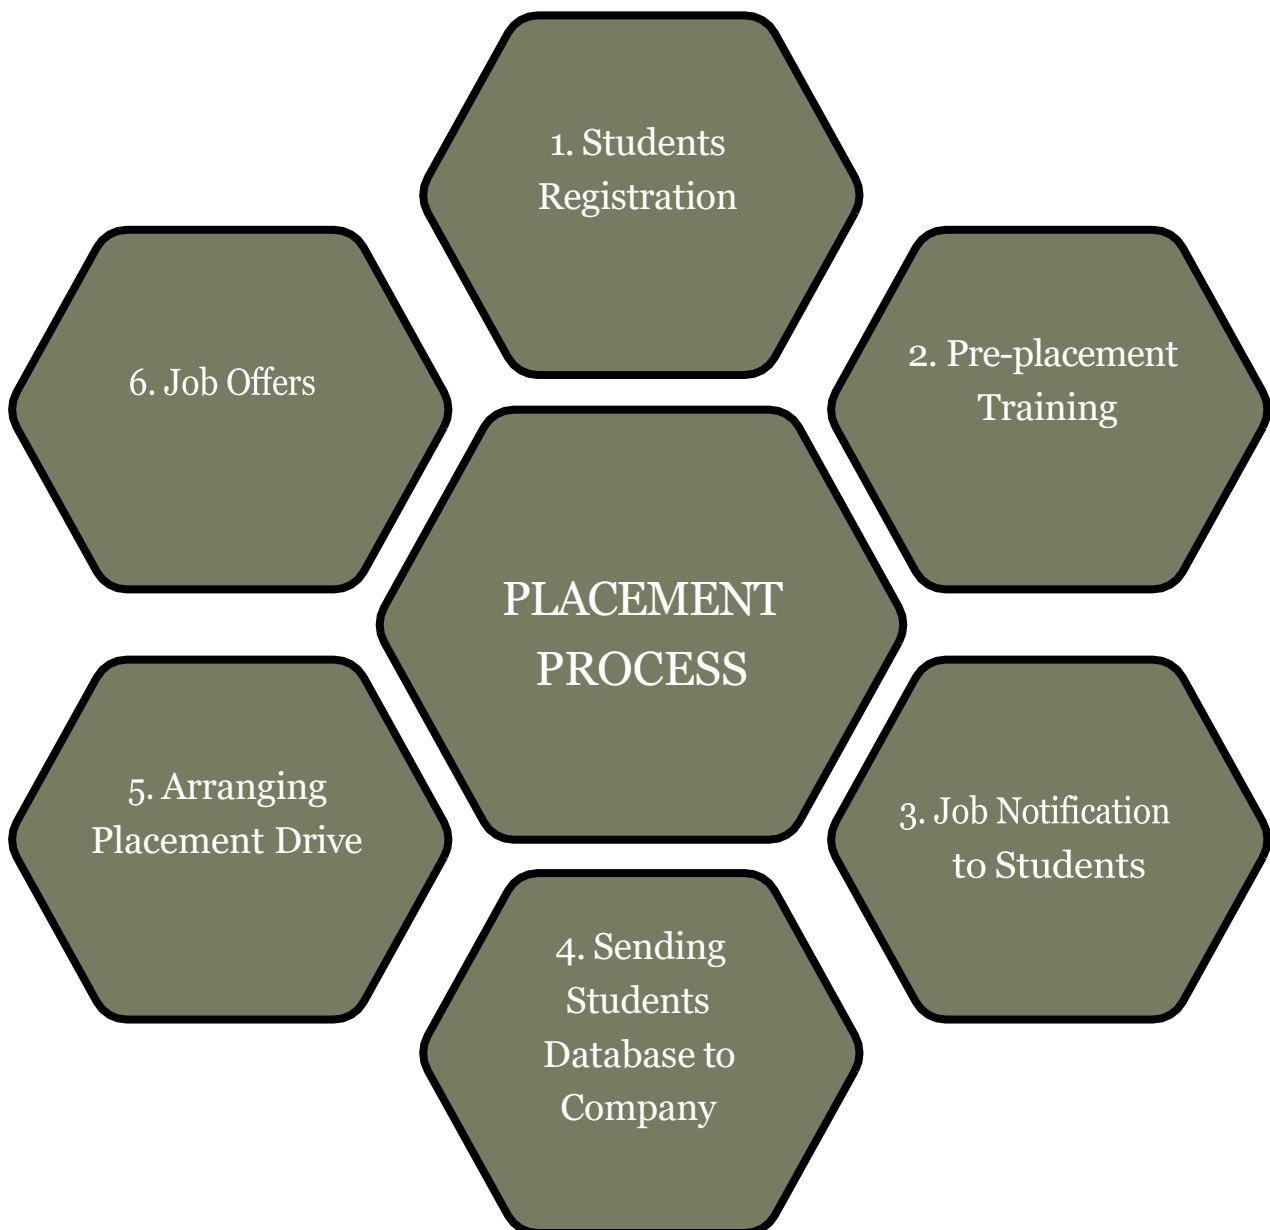 1. Students
Registration
2. Pre-placement
Training
3. Job Notification
to Students
4. Sending
Students
Database to
Company
5. Arranging
Placement Drive
6. Job Offers
PLACEMENT
PROCESS